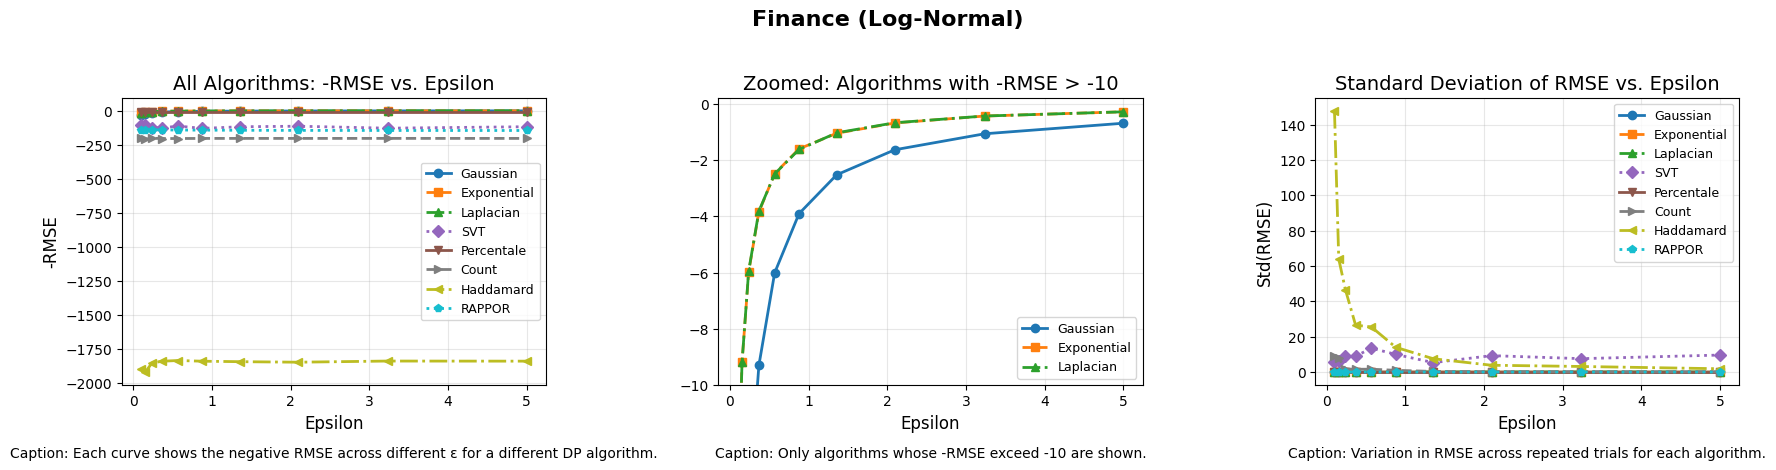 Finance (Log-Normal)
All Algorithms: -RMSE vs. Epsilon
-RMSE
0
−250
−500
−750
−1000
−1250
−1500
−1750
−2000
0 1 2 3 4 5
Epsilon
Gaussian
Exponential
Laplacian
SVT
Percentale
Count
Haddamard
RAPPOR
Caption: Each curve shows the negative RMSE across different ε for a different DP algorithm.
Zoomed: Algorithms with -RMSE > -10
0
−2
−4
−6
−8
−10
0 1 2 3 4 5
Epsilon
Gaussian
Exponential
Laplacian
Caption: Only algorithms whose -RMSE exceed -10 are shown.
Standard Deviation of RMSE vs. Epsilon
Std(RMSE)
140
120
100
80
60
40
20
0
0 1 2 3 4 5
Epsilon
Gaussian
Exponential
Laplacian
SVT
Percentale
Count
Haddamard
RAPPOR
Caption: Variation in RMSE across repeated trials for each algorithm.